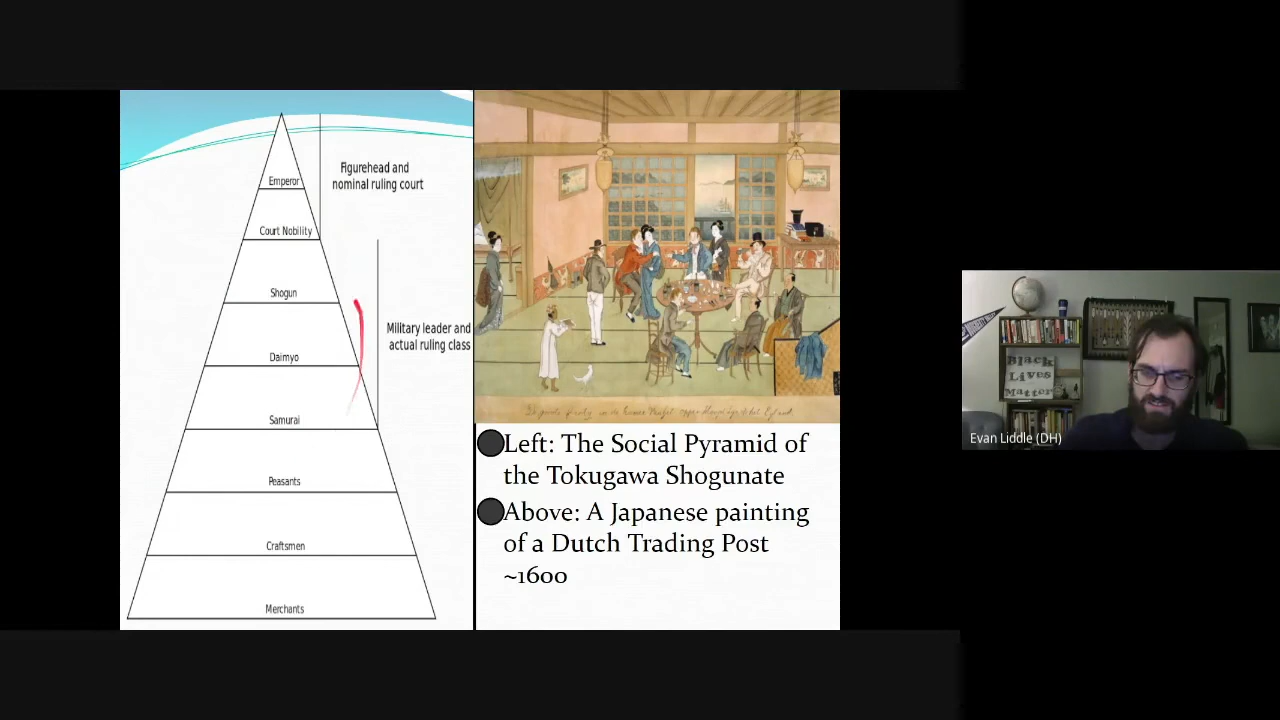 Emperor
Court Nobility
Shogun
Daimyo
Samurai
Peasants
Craftsmen
Merchants
Figurehead and
nominal ruling court
Military leader and
actual ruling class
Left: The Social Pyramid of
the Tokugawa Shogunate
Above: A Japanese painting
of a Dutch Trading Post
~1600
Black
Lives
Matter
Evan Liddle (DH)